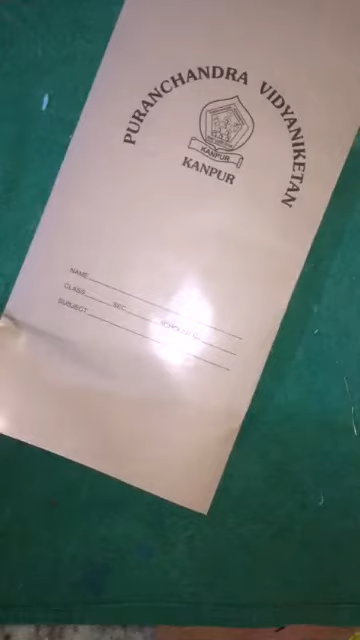 PURANCHANDRA VIDYANIKETAN
KANPUR
KANPUR
NAME
CLASS SEC
SUBJECT